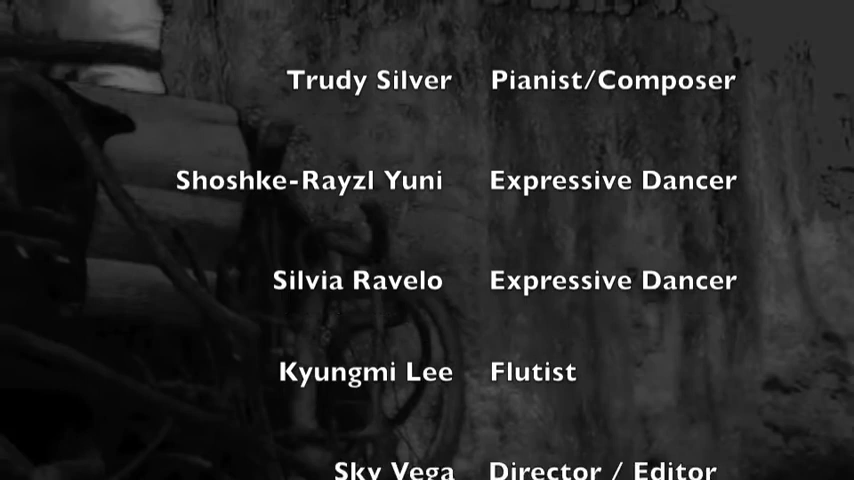 Trudy Silver Pianist/Composer
Shoshke-Rayzl Yuni Expressive Dancer
Silvia Ravelo Expressive Dancer
Kyungmi Lee Flutist
Sky Vega Director / Editor